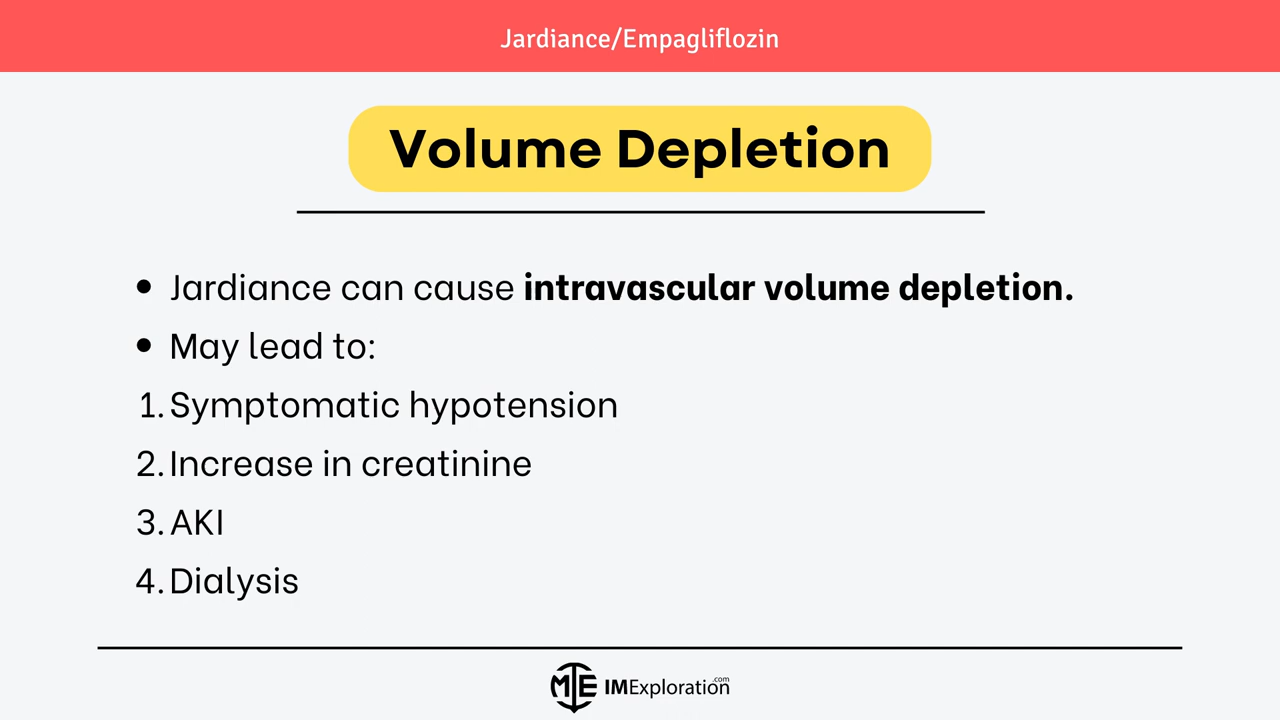 Jardiance/Empagliflozin
Volume Depletion
• Jardiance can cause intravascular volume depletion.
• May lead to:
1. Symptomatic hypotension
2. Increase in creatinine
3. AKI
4. Dialysis
MIE IMExploration.com